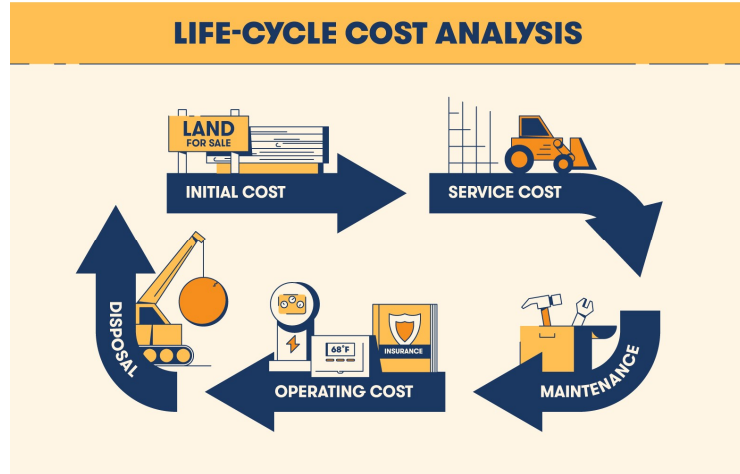 LIFE-CYCLE COST ANALYSIS
LAND
FOR SALE
INITIAL COST
SERVICE COST
MAINTENANCE
68°F
INSURANCE
OPERATING COST
DISPOSAL